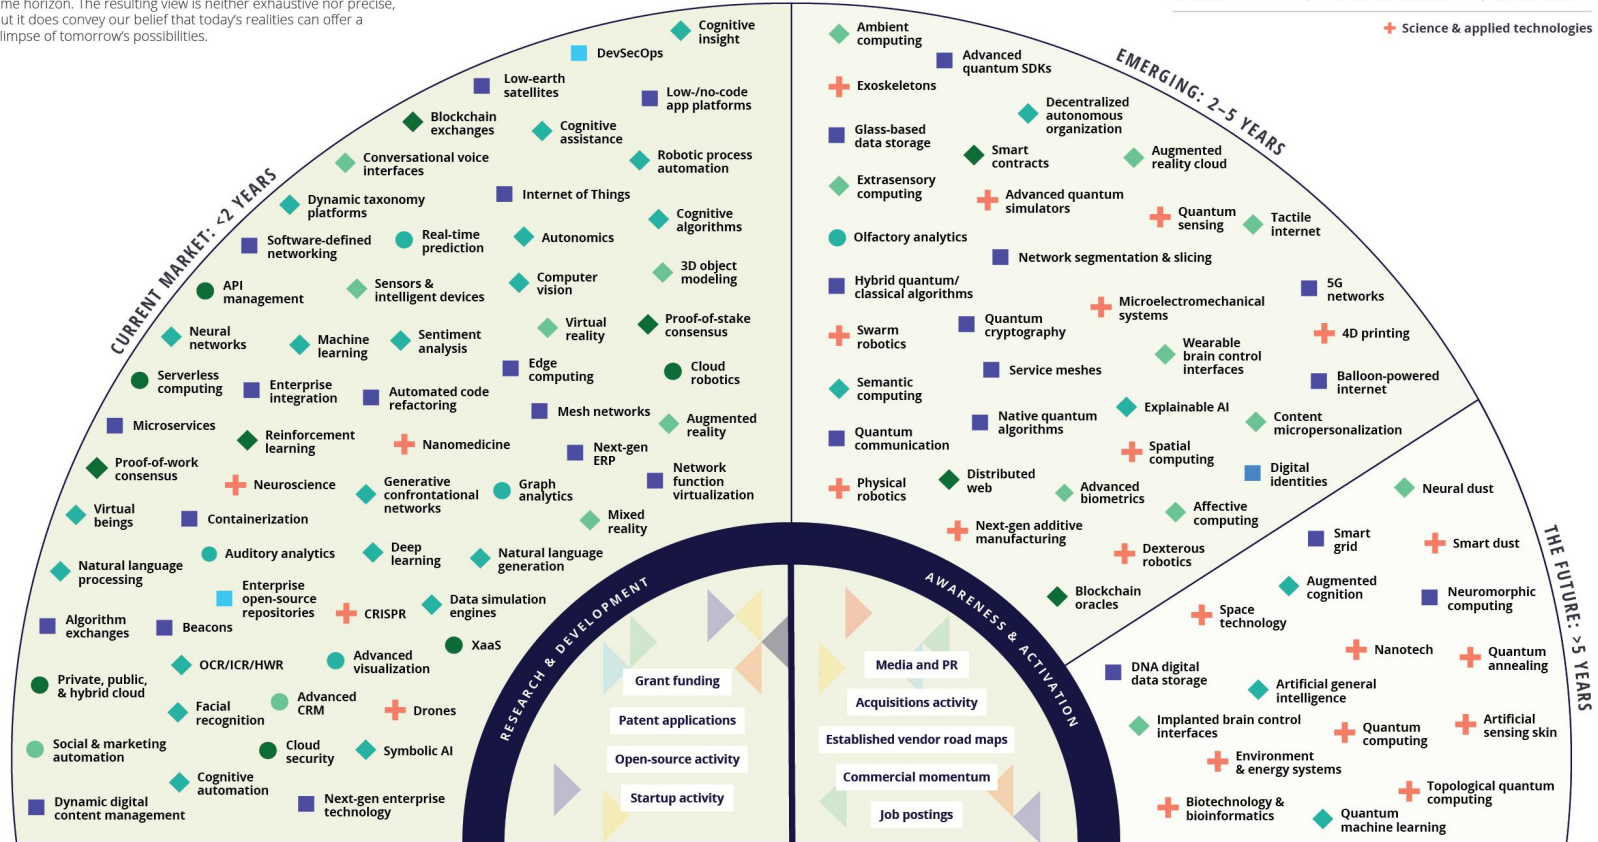 me horizon. The resulting view is neither exhaustive nor precise,
ut it does convey our belief that today's realities can offer a
limpse of tomorrow's possibilities.
Science & applied technologies
CURRENT MARKET: <2 YEARS
Cognitive
insight
DevSecOps
Low-earth
satellites
Low-/no-code
app platforms
Blockchain
exchanges
Cognitive
assistance
Conversational voice
interfaces
Robotic process
automation
Internet of Things
Dynamic taxonomy
platforms
Cognitive
algorithms
Software-defined
networking
Real-time
prediction
Autonomics
3D object
modeling
API
management
Sensors &
intelligent devices
Computer
vision
Neural
networks
Machine
learning
Sentiment
analysis
Virtual
reality
Proof-of-stake
consensus
Serverless
computing
Enterprise
integration
Automated code
refactoring
Edge
computing
Cloud
robotics
Microservices
Reinforcement
learning
Nanomedicine
Mesh networks
Augmented
reality
Next-gen
ERP
Proof-of-work
consensus
Neuroscience
Generative
confrontational
networks
Graph
analytics
Network
function
virtualization
Virtual
beings
Containerization
Mixed
reality
Auditory analytics
Deep
learning
Natural language
generation
Natural language
processing
Enterprise
open-source
repositories
CRISPR
Data simulation
engines
Algorithm
exchanges
Beacons
XaaS
OCR/ICR/HWR
Advanced
visualization
Private, public,
& hybrid cloud
Facial
recognition
Advanced
CRM
Drones
Social & marketing
automation
Cloud
security
Symbolic AI
Cognitive
automation
Dynamic digital
content management
Next-gen enterprise
technology
EMERGING: 2–5 YEARS
Ambient
computing
Advanced
quantum SDKs
Exoskeletons
Decentralized
autonomous
organization
Glass-based
data storage
Smart
contracts
Augmented
reality cloud
Extrasensory
computing
Advanced quantum
simulators
Quantum
sensing
Tactile
internet
Olfactory analytics
Network segmentation & slicing
Hybrid quantum/
classical algorithms
5G
networks
Microelectromechanical
systems
Quantum
cryptography
Swarm
robotics
4D printing
Wearable
brain control
interfaces
Service meshes
Balloon-powered
internet
Semantic
computing
Explainable AI
Native quantum
algorithms
Content
micropersonalization
Quantum
communication
Spatial
computing
Digital
identities
Physical
robotics
Distributed
web
Advanced
biometrics
Affective
computing
Next-gen additive
manufacturing
Dexterous
robotics
Blockchain
oracles
THE FUTURE: >5 YEARS
Neural dust
Smart
grid
Smart dust
Augmented
cognition
Neuromorphic
computing
Space
technology
Nanotech
Quantum
annealing
DNA digital
data storage
Artificial general
intelligence
Implanted brain control
interfaces
Quantum
computing
Artificial
sensing skin
Environment
& energy systems
Topological quantum
computing
Biotechnology &
bioinformatics
Quantum
machine learning
RESEARCH & DEVELOPMENT
Grant funding
Patent applications
Open-source activity
Startup activity
AWARENESS & ACTIVATION
Media and PR
Acquisitions activity
Established vendor road maps
Commercial momentum
Job postings